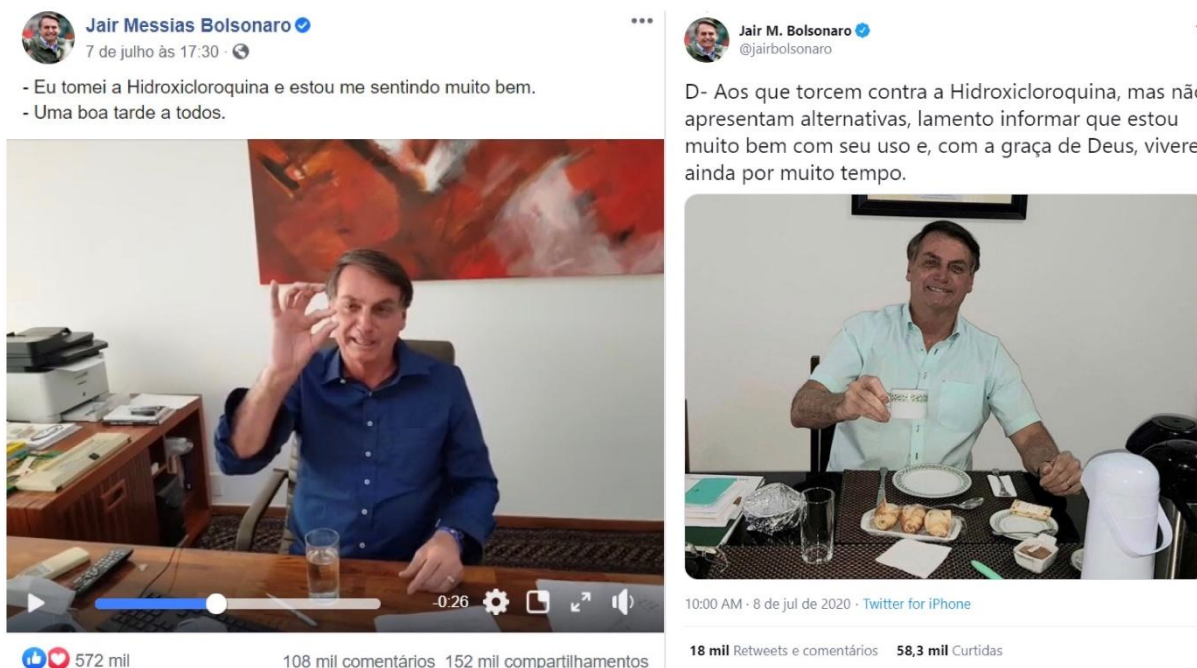 Jair Messias Bolsonaro
7 de julho às 17:30 ·
- Eu tomei a Hidroxicloroquina e estou me sentindo muito bem.
- Uma boa tarde a todos.
-0:26
572 mil
108 mil comentários 152 mil compartilhamentos
Jair M. Bolsonaro
@jairbolsonaro
D- Aos que torcem contra a Hidroxicloroquina, mas não
apresentam alternativas, lamento informar que estou
muito bem com seu uso e, com a graça de Deus, vivere
ainda por muito tempo.
10:00 AM · 8 de jul de 2020 · Twitter for iPhone
18 mil Retweets e comentários 58,3 mil Curtidas